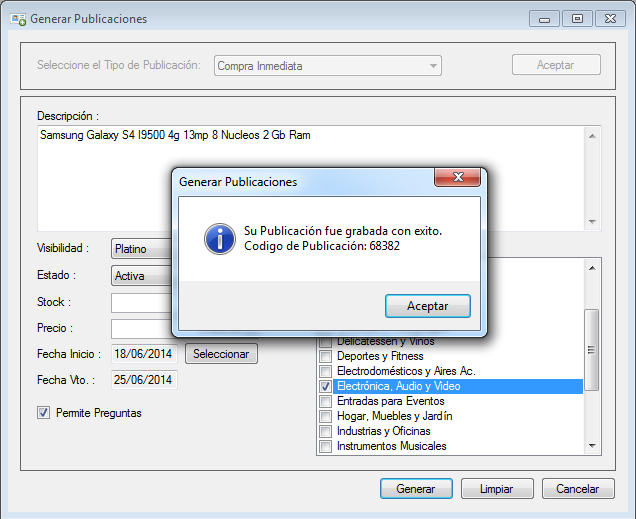 Generar Publicaciones
Seleccione el Tipo de Publicación:
Compra Inmediata
Aceptar
Descripción :
Samsung Galaxy S4 I9500 4g 13mp 8 Nucleos 2 Gb Ram
Generar Publicaciones
Su Publicación fue grabada con exito.
Codigo de Publicación: 68382
Aceptar
Visibilidad :
Platino
Estado :
Activa
Stock :
Precio :
Fecha Inicio :
18/06/2014
Seleccionar
Fecha Vto. :
25/06/2014
Permite Preguntas
Delicatessen y Vinos
Deportes y Fitness
Electrodomésticos y Aires Ac.
Electrónica, Audio y Video
Entradas para Eventos
Hogar, Muebles y Jardín
Industrias y Oficinas
Instrumentos Musicales
Generar
Limpiar
Cancelar